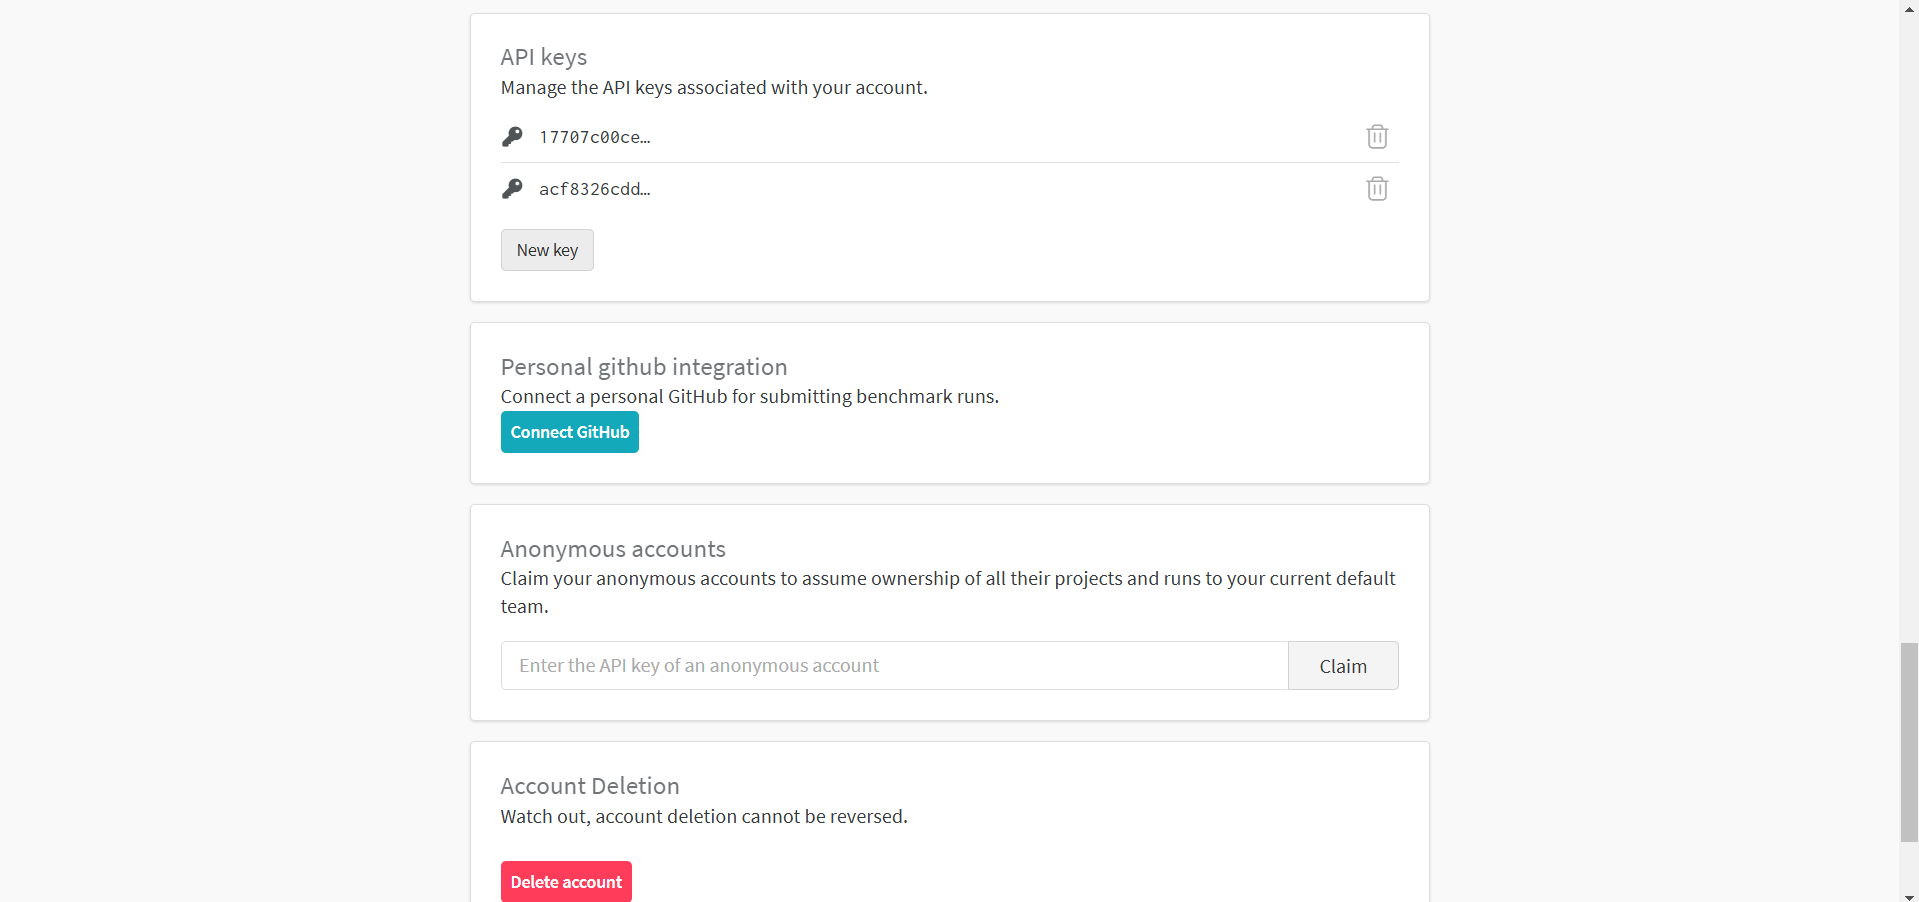 API keys
Manage the API keys associated with your account.
17707c00ce…
acf8326cdd…
New key
Personal github integration
Connect a personal GitHub for submitting benchmark runs.
Connect GitHub
Anonymous accounts
Claim your anonymous accounts to assume ownership of all their projects and runs to your current default
team.
Enter the API key of an anonymous account
Claim
Account Deletion
Watch out, account deletion cannot be reversed.
Delete account